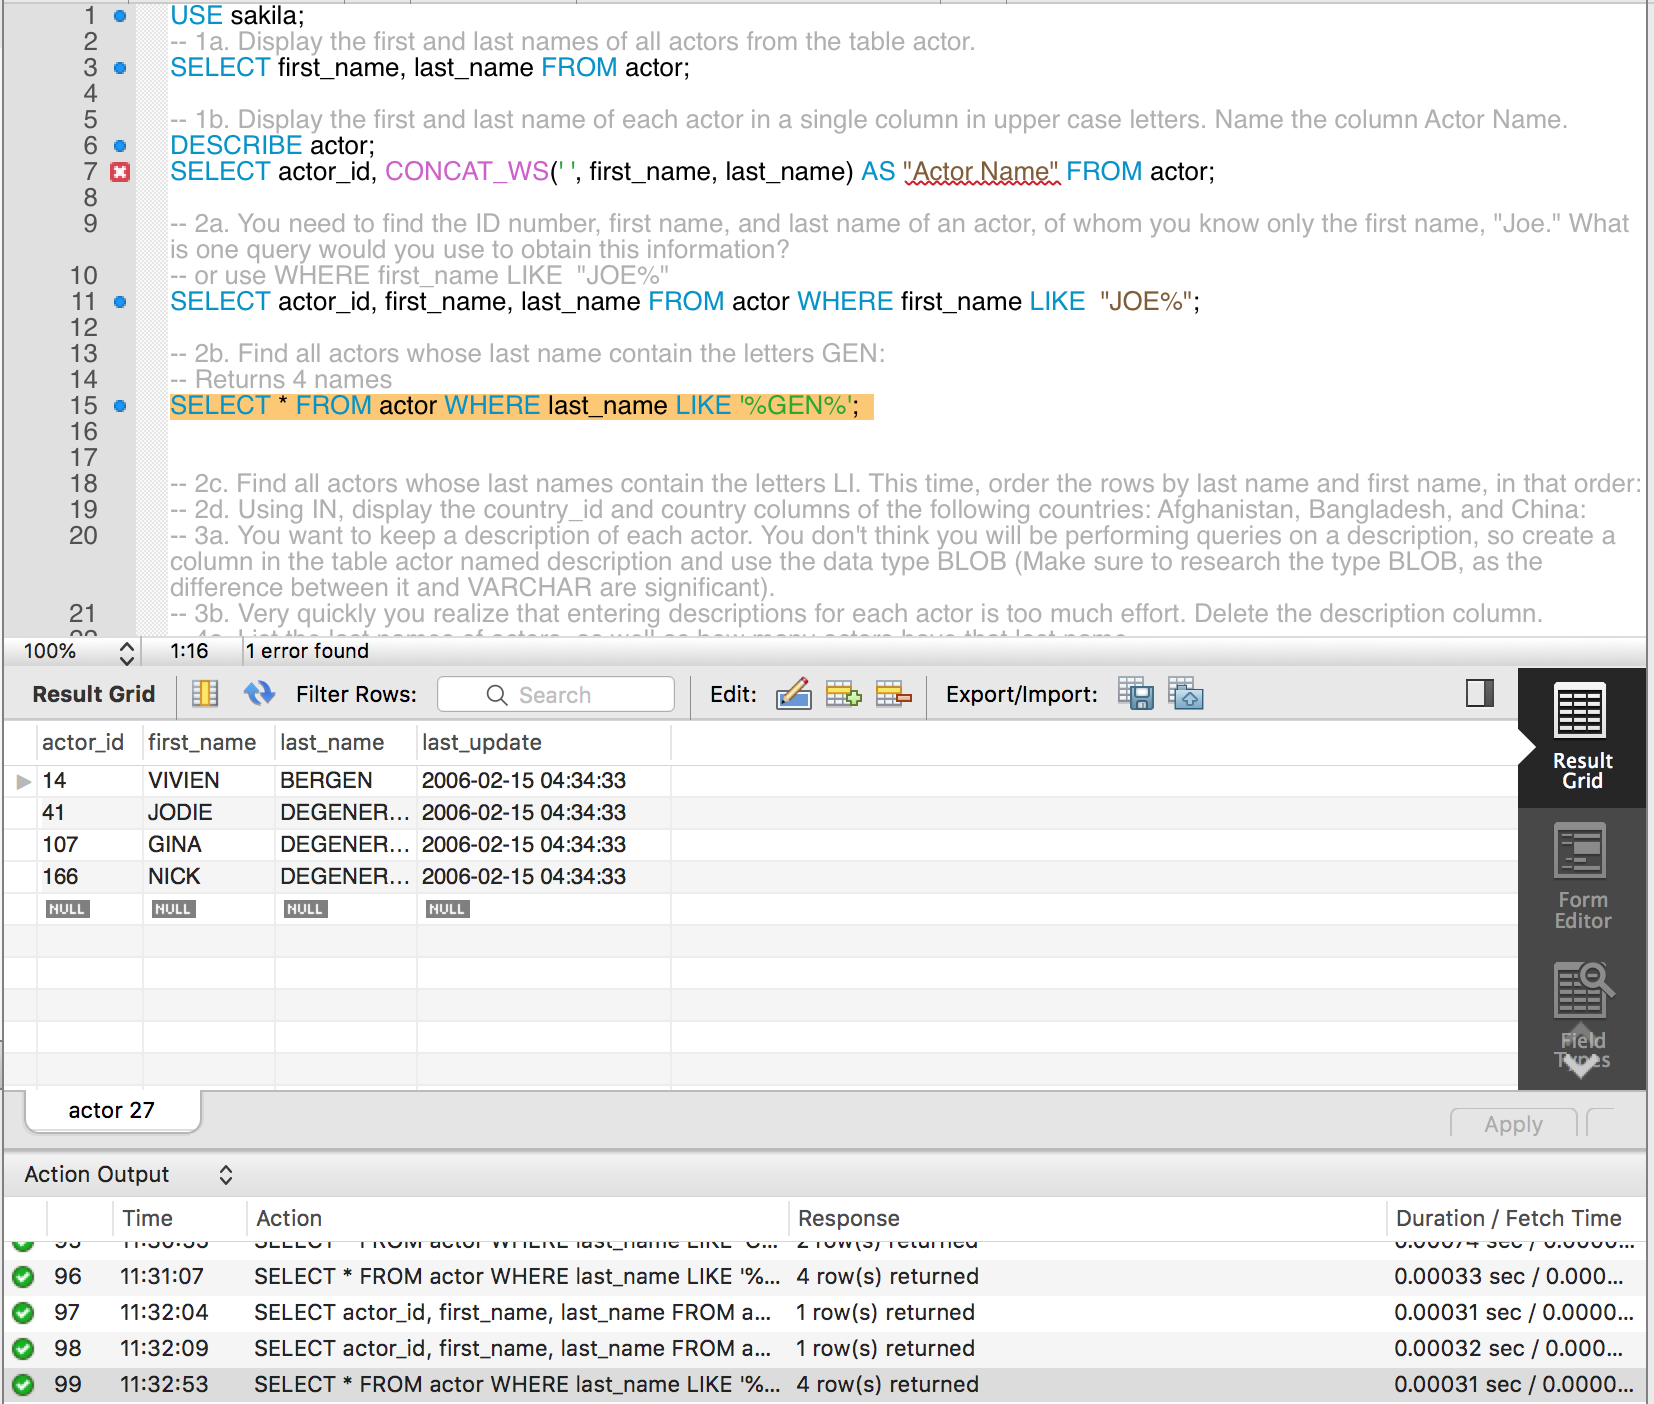 1 USE sakila;
2 -- 1a. Display the first and last names of all actors from the table actor.
3 SELECT first_name, last_name FROM actor;
4
5 -- 1b. Display the first and last name of each actor in a single column in upper case letters. Name the column Actor Name.
6 DESCRIBE actor;
7 SELECT actor_id, CONCAT_WS(' ', first_name, last_name) AS "Actor Name" FROM actor;
8
9 -- 2a. You need to find the ID number, first name, and last name of an actor, of whom you know only the first name, "Joe." What
is one query would you use to obtain this information?
10 -- or use WHERE first_name LIKE  "JOE%"
11 SELECT actor_id, first_name, last_name FROM actor WHERE first_name LIKE  "JOE%";
12
13 -- 2b. Find all actors whose last name contain the letters GEN:
14 -- Returns 4 names
15 SELECT * FROM actor WHERE last_name LIKE '%GEN%';
16
17
18 -- 2c. Find all actors whose last names contain the letters LI. This time, order the rows by last name and first name, in that order:
19 -- 2d. Using IN, display the country_id and country columns of the following countries: Afghanistan, Bangladesh, and China:
20 -- 3a. You want to keep a description of each actor. You don't think you will be performing queries on a description, so create a
column in the table actor named description and use the data type BLOB (Make sure to research the type BLOB, as the
difference between it and VARCHAR are significant).
21 -- 3b. Very quickly you realize that entering descriptions for each actor is too much effort. Delete the description column.
100% 1:16 1 error found
Result Grid Filter Rows: Search Edit: Export/Import:
actor_id first_name last_name last_update
14 VIVIEN BERGEN 2006-02-15 04:34:33
41 JODIE DEGENER... 2006-02-15 04:34:33
107 GINA DEGENER... 2006-02-15 04:34:33
166 NICK DEGENER... 2006-02-15 04:34:33
NULL NULL NULL NULL
Result
Grid
Form
Editor
Field
Types
actor 27
Apply
Action Output
Time Action Response Duration / Fetch Time
96 11:31:07 SELECT * FROM actor WHERE last_name LIKE '%... 4 row(s) returned 0.00033 sec / 0.000...
97 11:32:04 SELECT actor_id, first_name, last_name FROM a... 1 row(s) returned 0.00031 sec / 0.0000...
98 11:32:09 SELECT actor_id, first_name, last_name FROM a... 1 row(s) returned 0.00032 sec / 0.0000...
99 11:32:53 SELECT * FROM actor WHERE last_name LIKE '%... 4 row(s) returned 0.00031 sec / 0.0000...